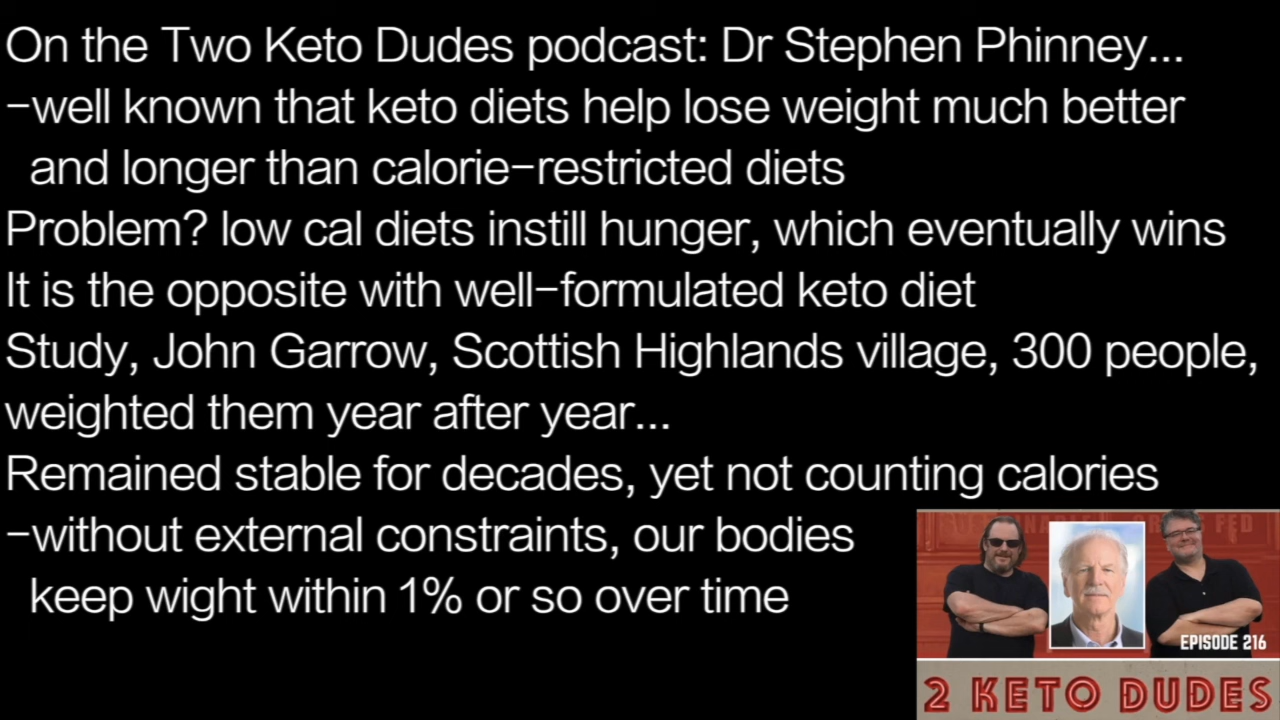 On the Two Keto Dudes podcast: Dr Stephen Phinney...
-well known that keto diets help lose weight much better
and longer than calorie-restricted diets
Problem? low cal diets instill hunger, which eventually wins
It is the opposite with well-formulated keto diet
Study, John Garrow, Scottish Highlands village, 300 people,
weighted them year after year...
Remained stable for decades, yet not counting calories
-without external constraints, our bodies
keep wight within 1% or so over time
EPISODE 216
2 KETO DUDES